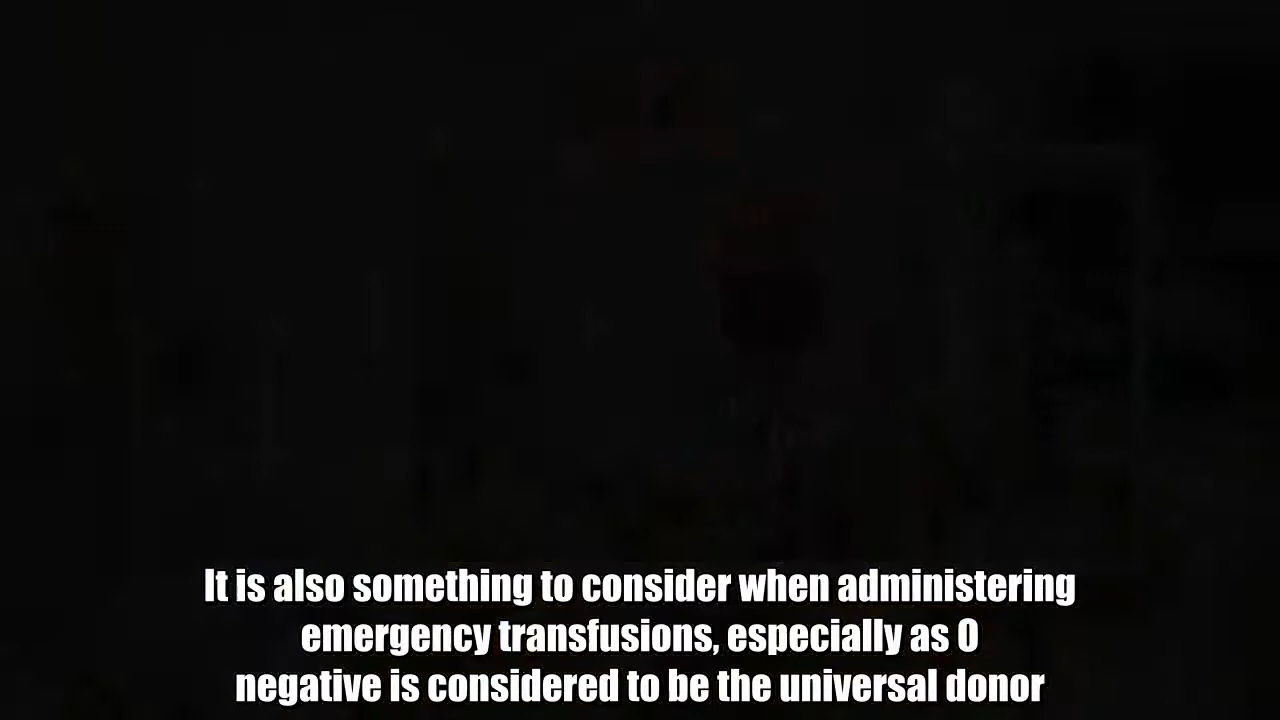 It is also something to consider when administering
emergency transfusions, especially as O
negative is considered to be the universal donor